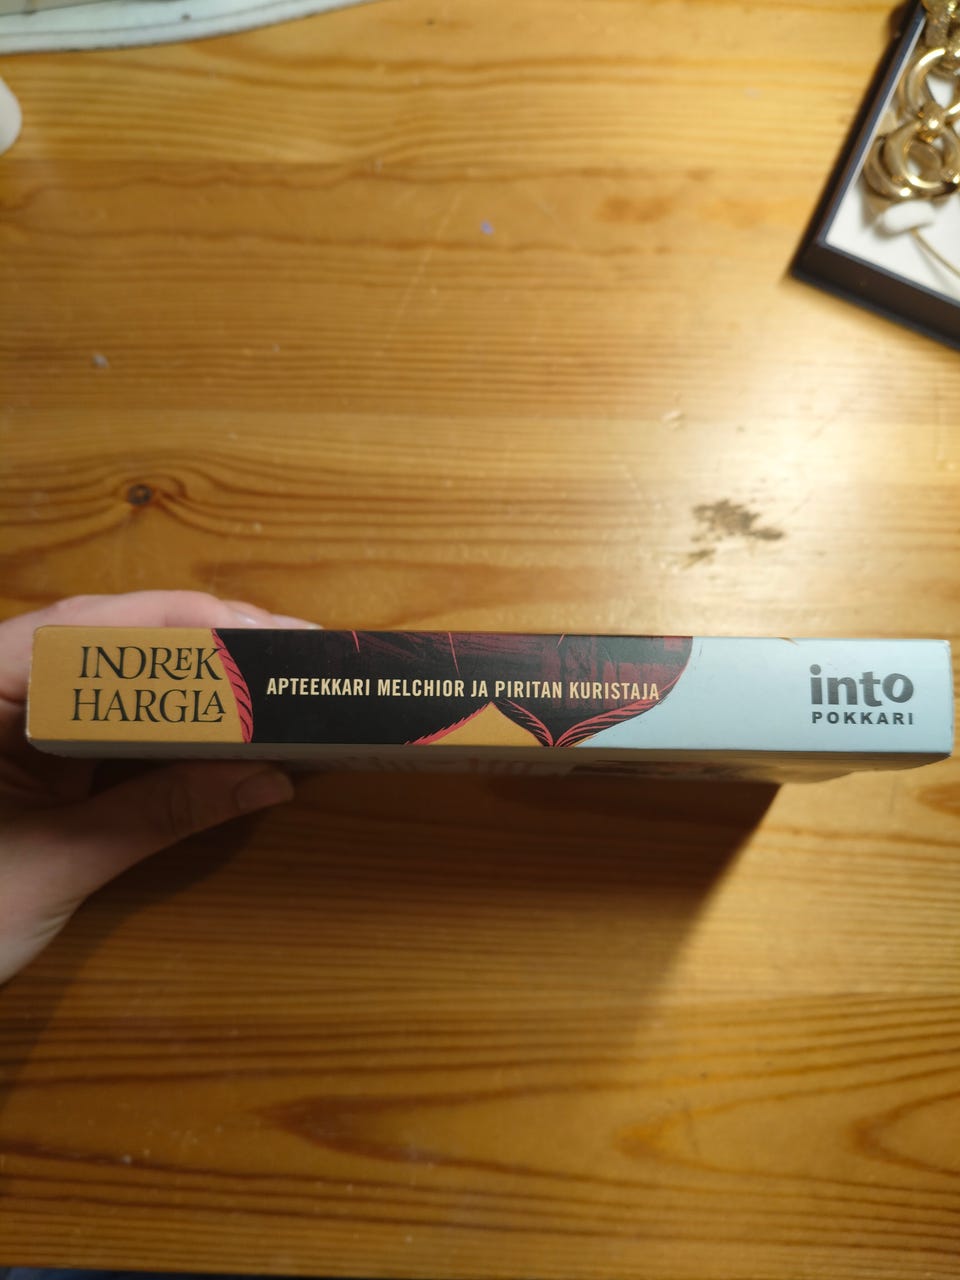 INDREK
HARGLA
APTEEKKARI MELCHIOR JA PIRITAN KURISTAJA
into
POKKARI